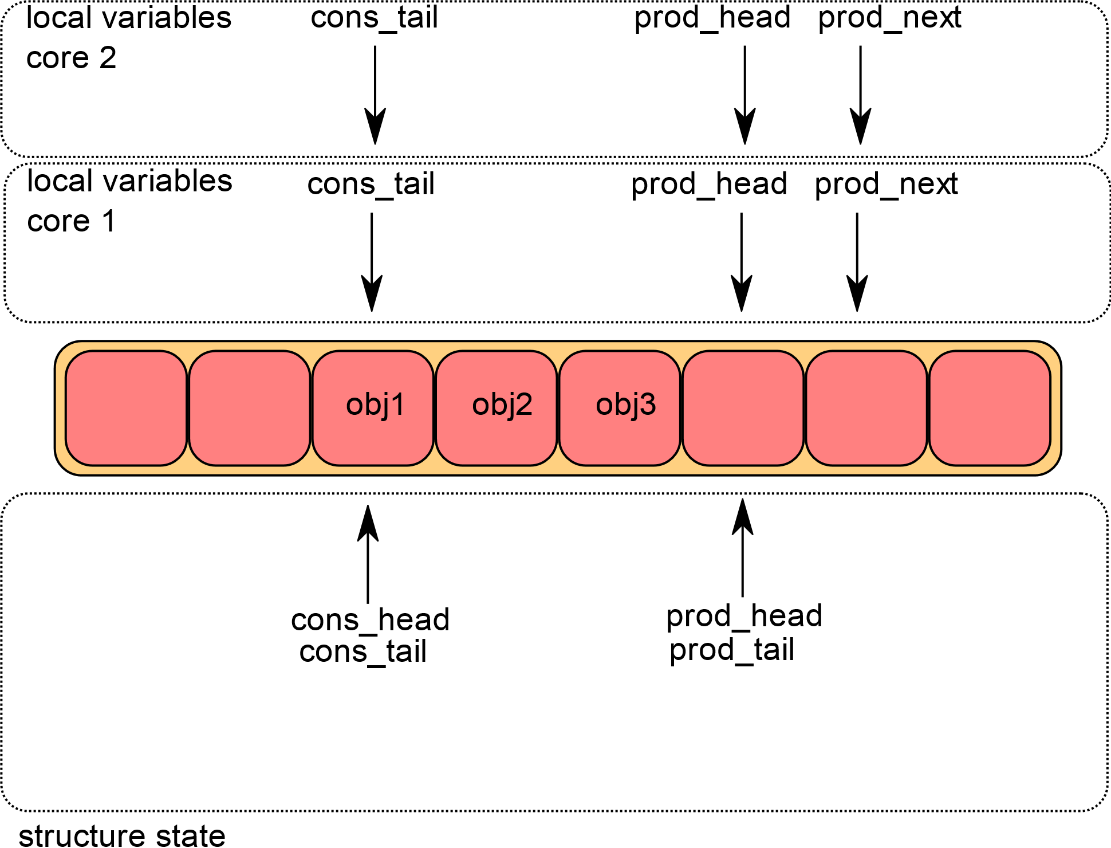 local variables
core 2
cons_tail
prod_head
prod_next
local variables
core 1
cons_tail
prod_head
prod_next
obj1
obj2
obj3
cons_head
cons_tail
prod_head
prod_tail
structure state